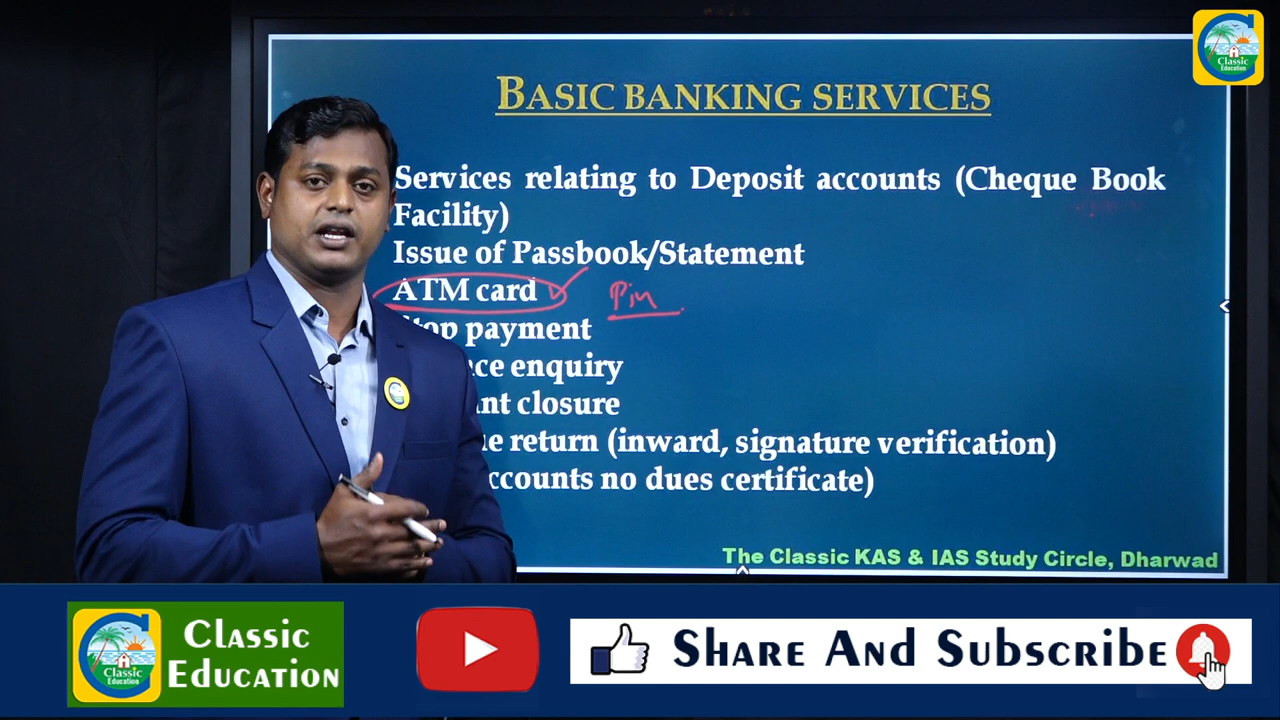 Classic
Education
BASIC BANKING SERVICES
Services relating to Deposit accounts (Cheque Book
Facility)
Issue of Passbook/Statement
ATM card Pin
payment
enquiry
closure
return (inward, signature verification)
no dues certificate)
The Classic KAS & IAS Study Circle, Dharwad
Classic
Education
CLASSIC
EDUCATION
SHARE AND SUBSCRIBE